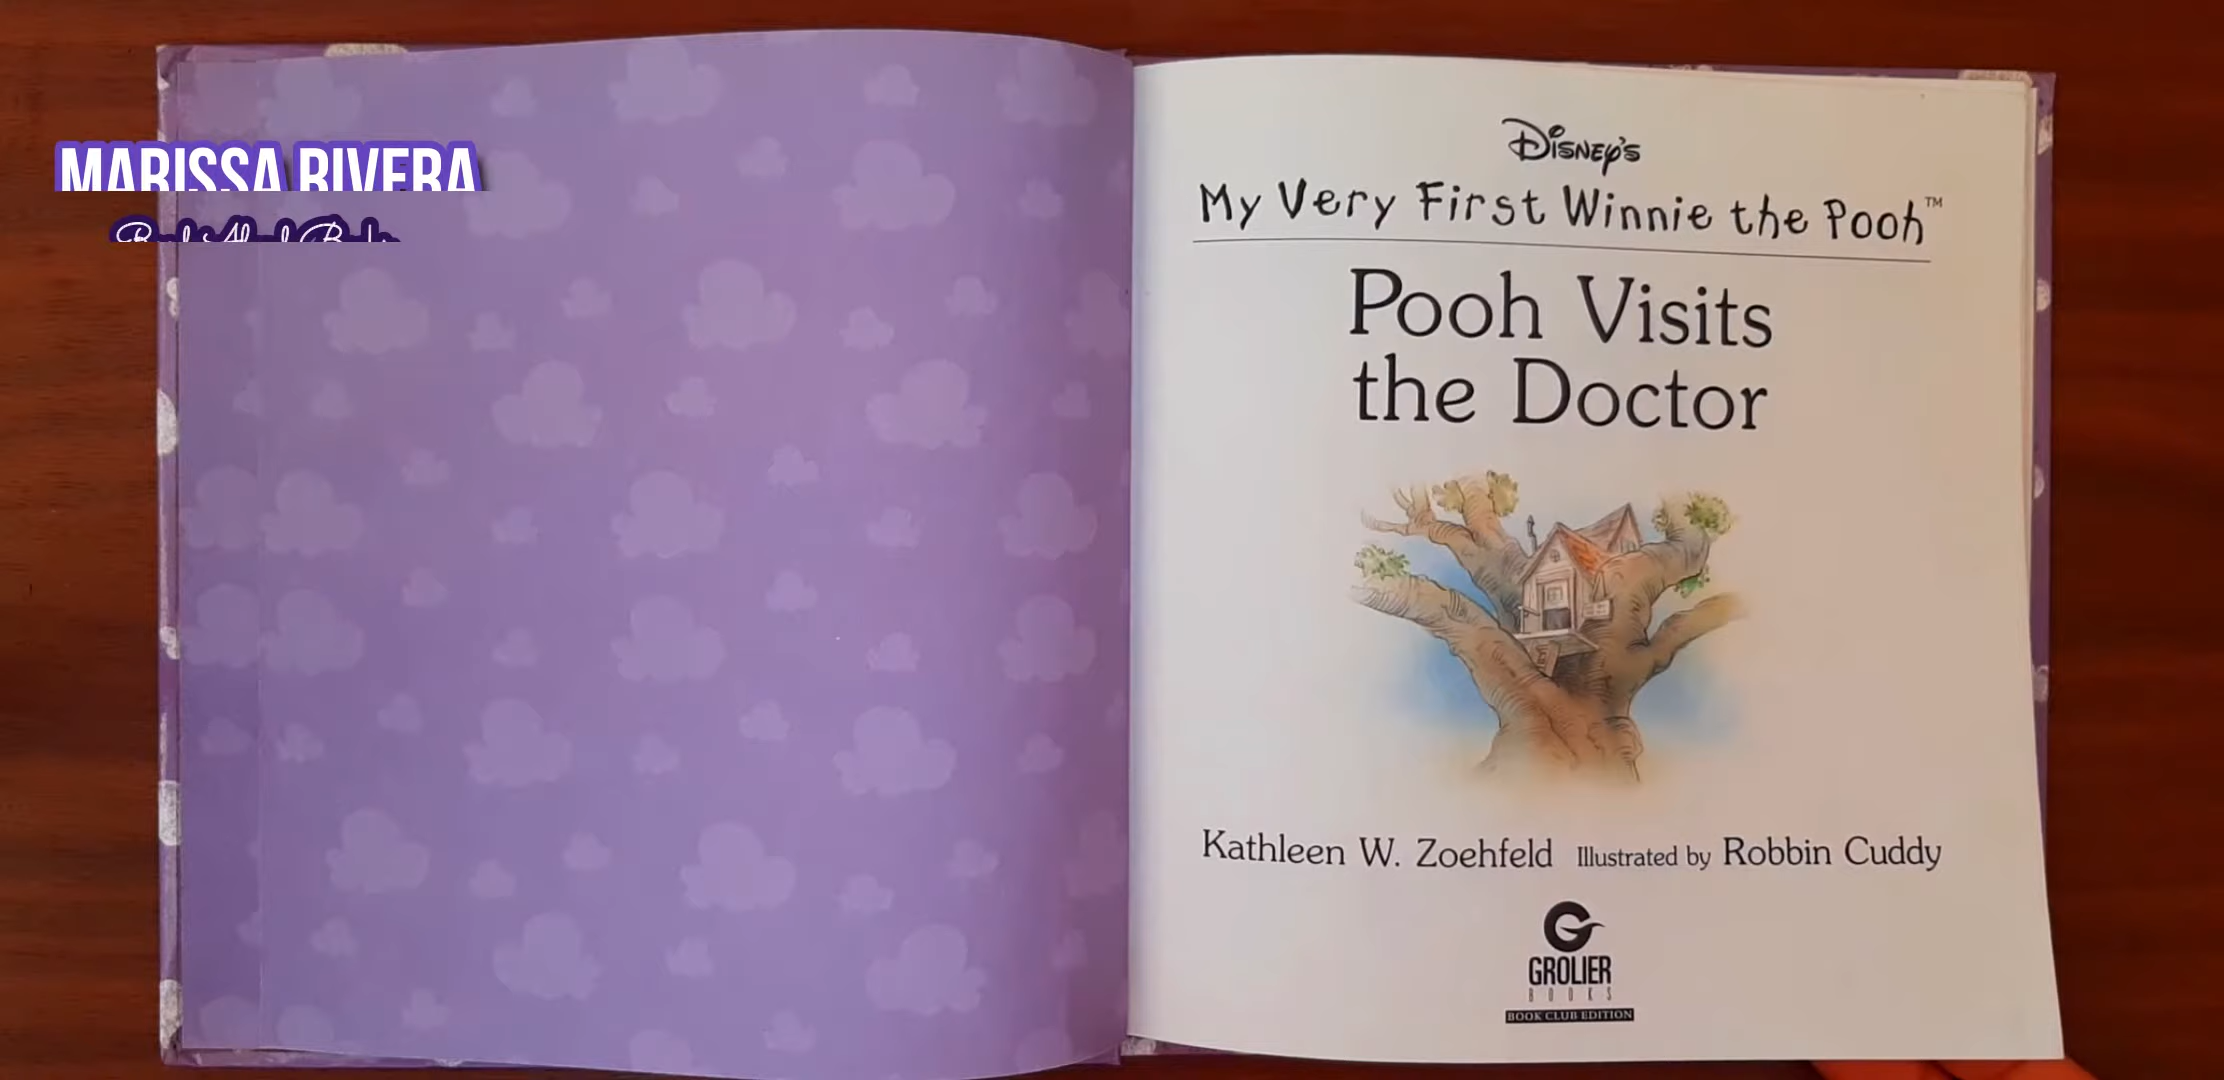 MARISSA RIVERA
Disney's
My Very First Winnie the Pooh™
Pooh Visits
the Doctor
Kathleen W. Zoehfeld Illustrated by Robbin Cuddy
G
GROLIER
BOOKS
BOOK CLUB EDITION